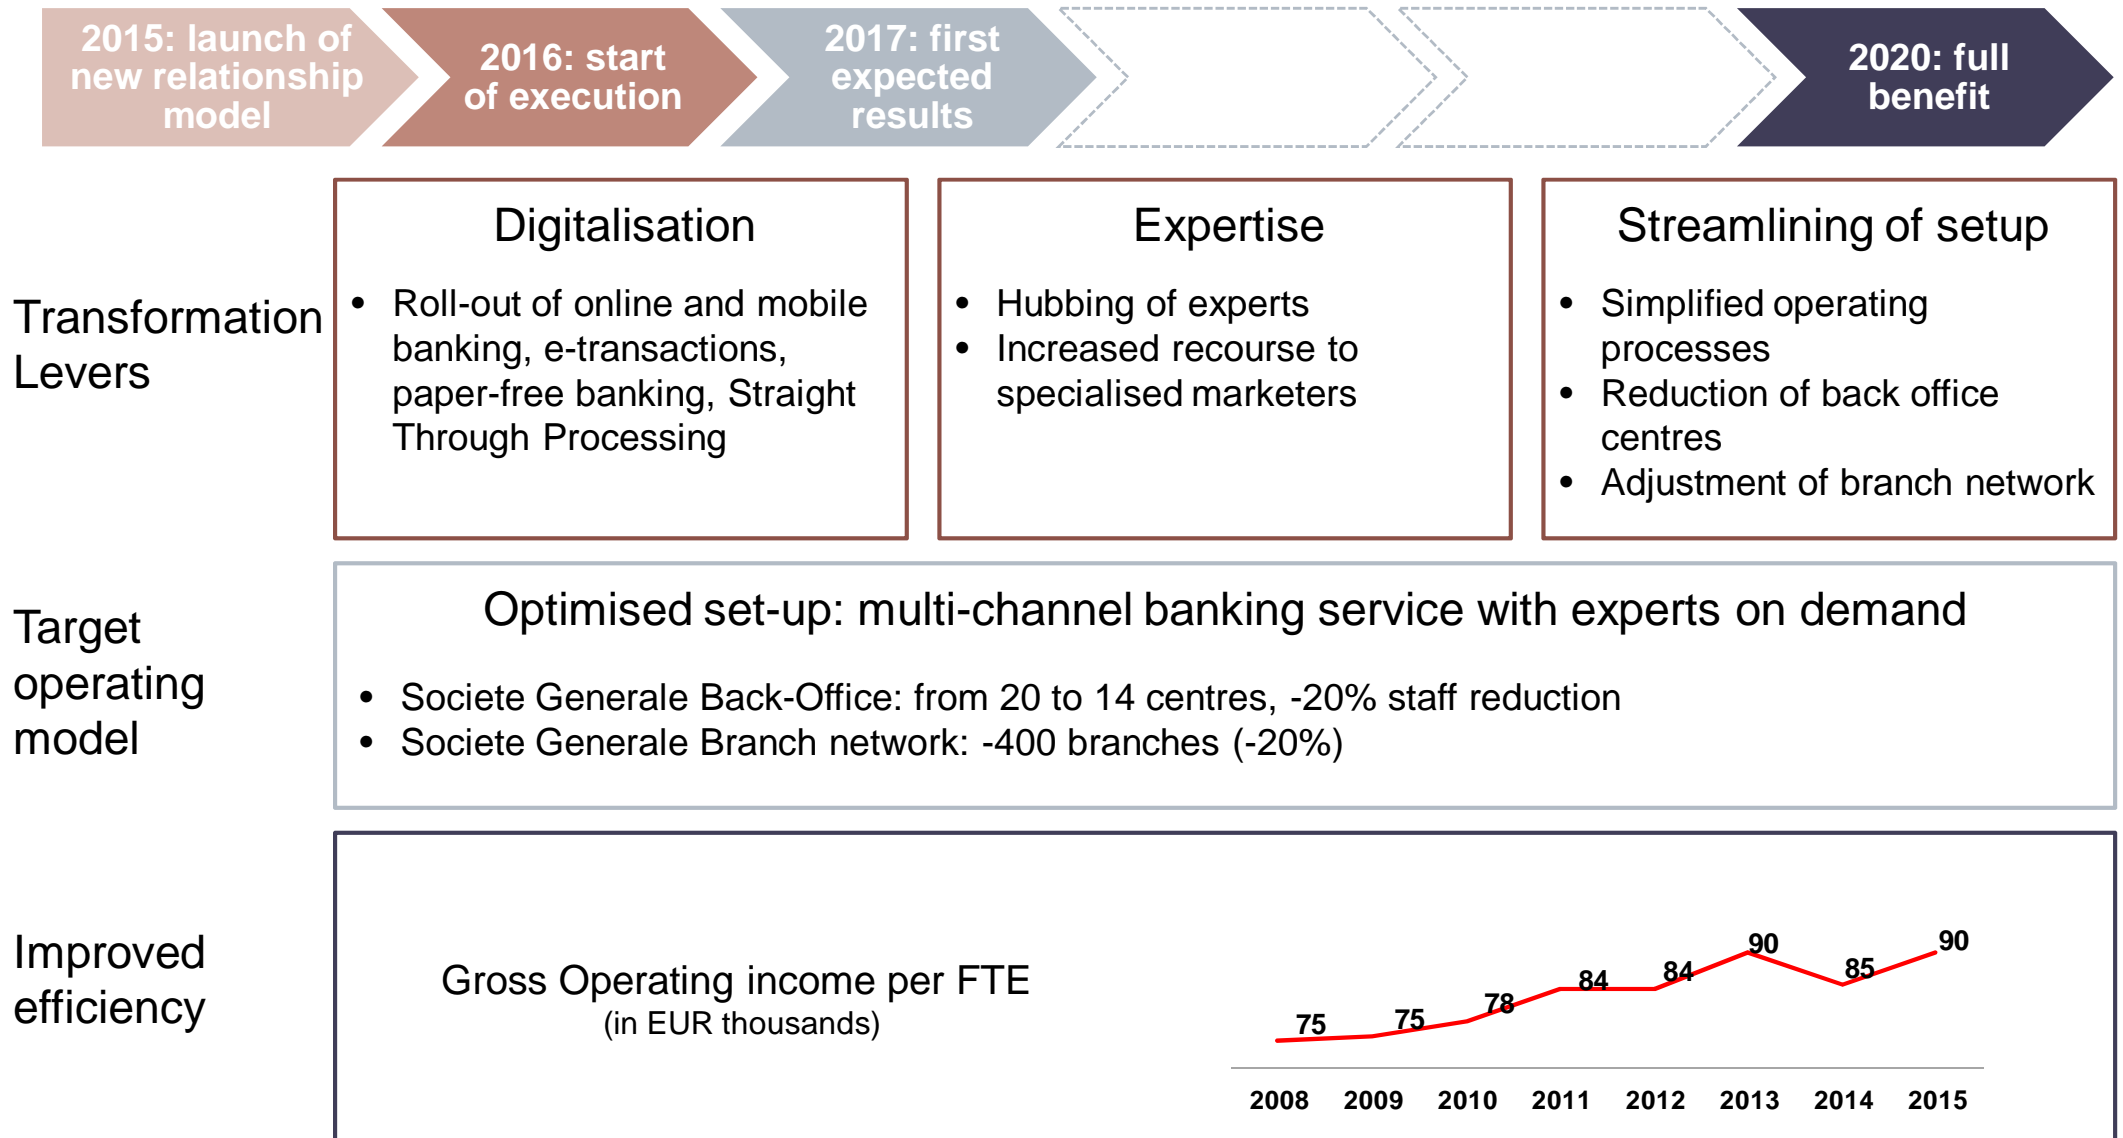 2015: launch of
new relationship
model
2016: start
of execution
2017: first
expected
results
2020: full
benefit
Transformation
Levers
Digitalisation
• Roll-out of online and mobile
banking, e-transactions,
paper-free banking, Straight
Through Processing
Expertise
• Hubbing of experts
• Increased recourse to
specialised marketers
Streamlining of setup
• Simplified operating
processes
• Reduction of back office
centres
• Adjustment of branch network
Target
operating
model
Optimised set-up: multi-channel banking service with experts on demand
• Societe Generale Back-Office: from 20 to 14 centres, -20% staff reduction
• Societe Generale Branch network: -400 branches (-20%)
Improved
efficiency
Gross Operating income per FTE
(in EUR thousands)
75 75 78 84 84 90 85 90
2008 2009 2010 2011 2012 2013 2014 2015